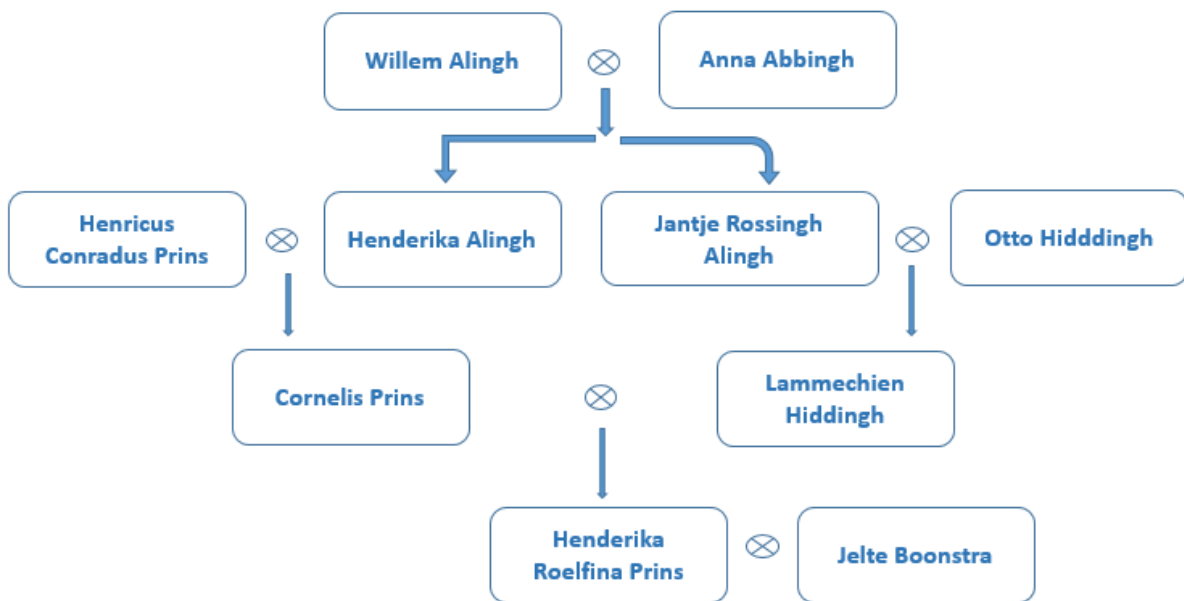 Willem Alingh
Anna Abbingh
Henricus
Conradus Prins
Henderika Alingh
Jantje Rossingh
Alingh
Otto Hidddingh
Cornelis Prins
Lammechien
Hiddingh
Henderika
Roelfina Prins
Jelte Boonstra